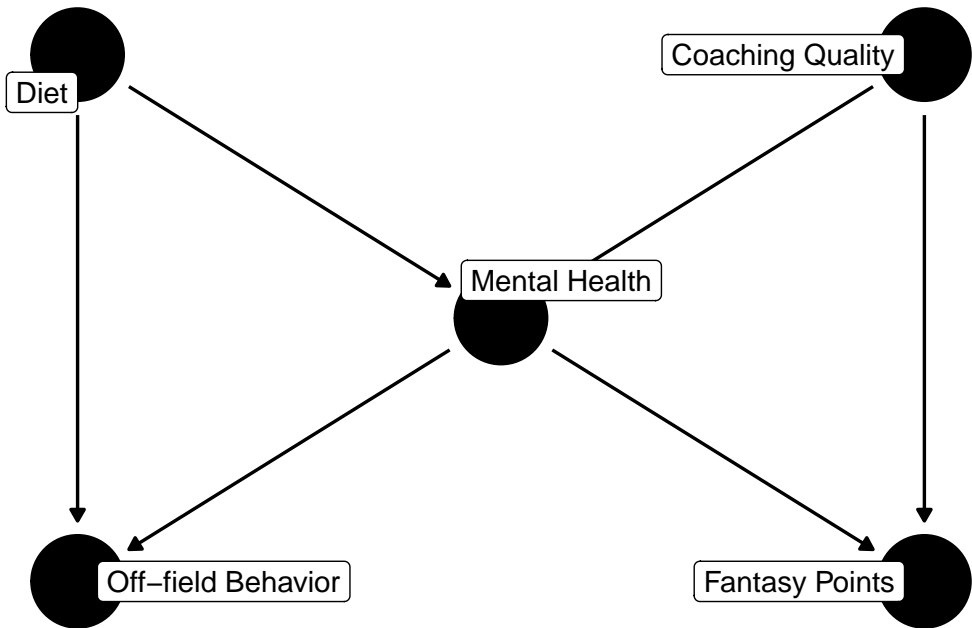 Coaching Quality
Diet
Mental Health
Off−field Behavior
Fantasy Points